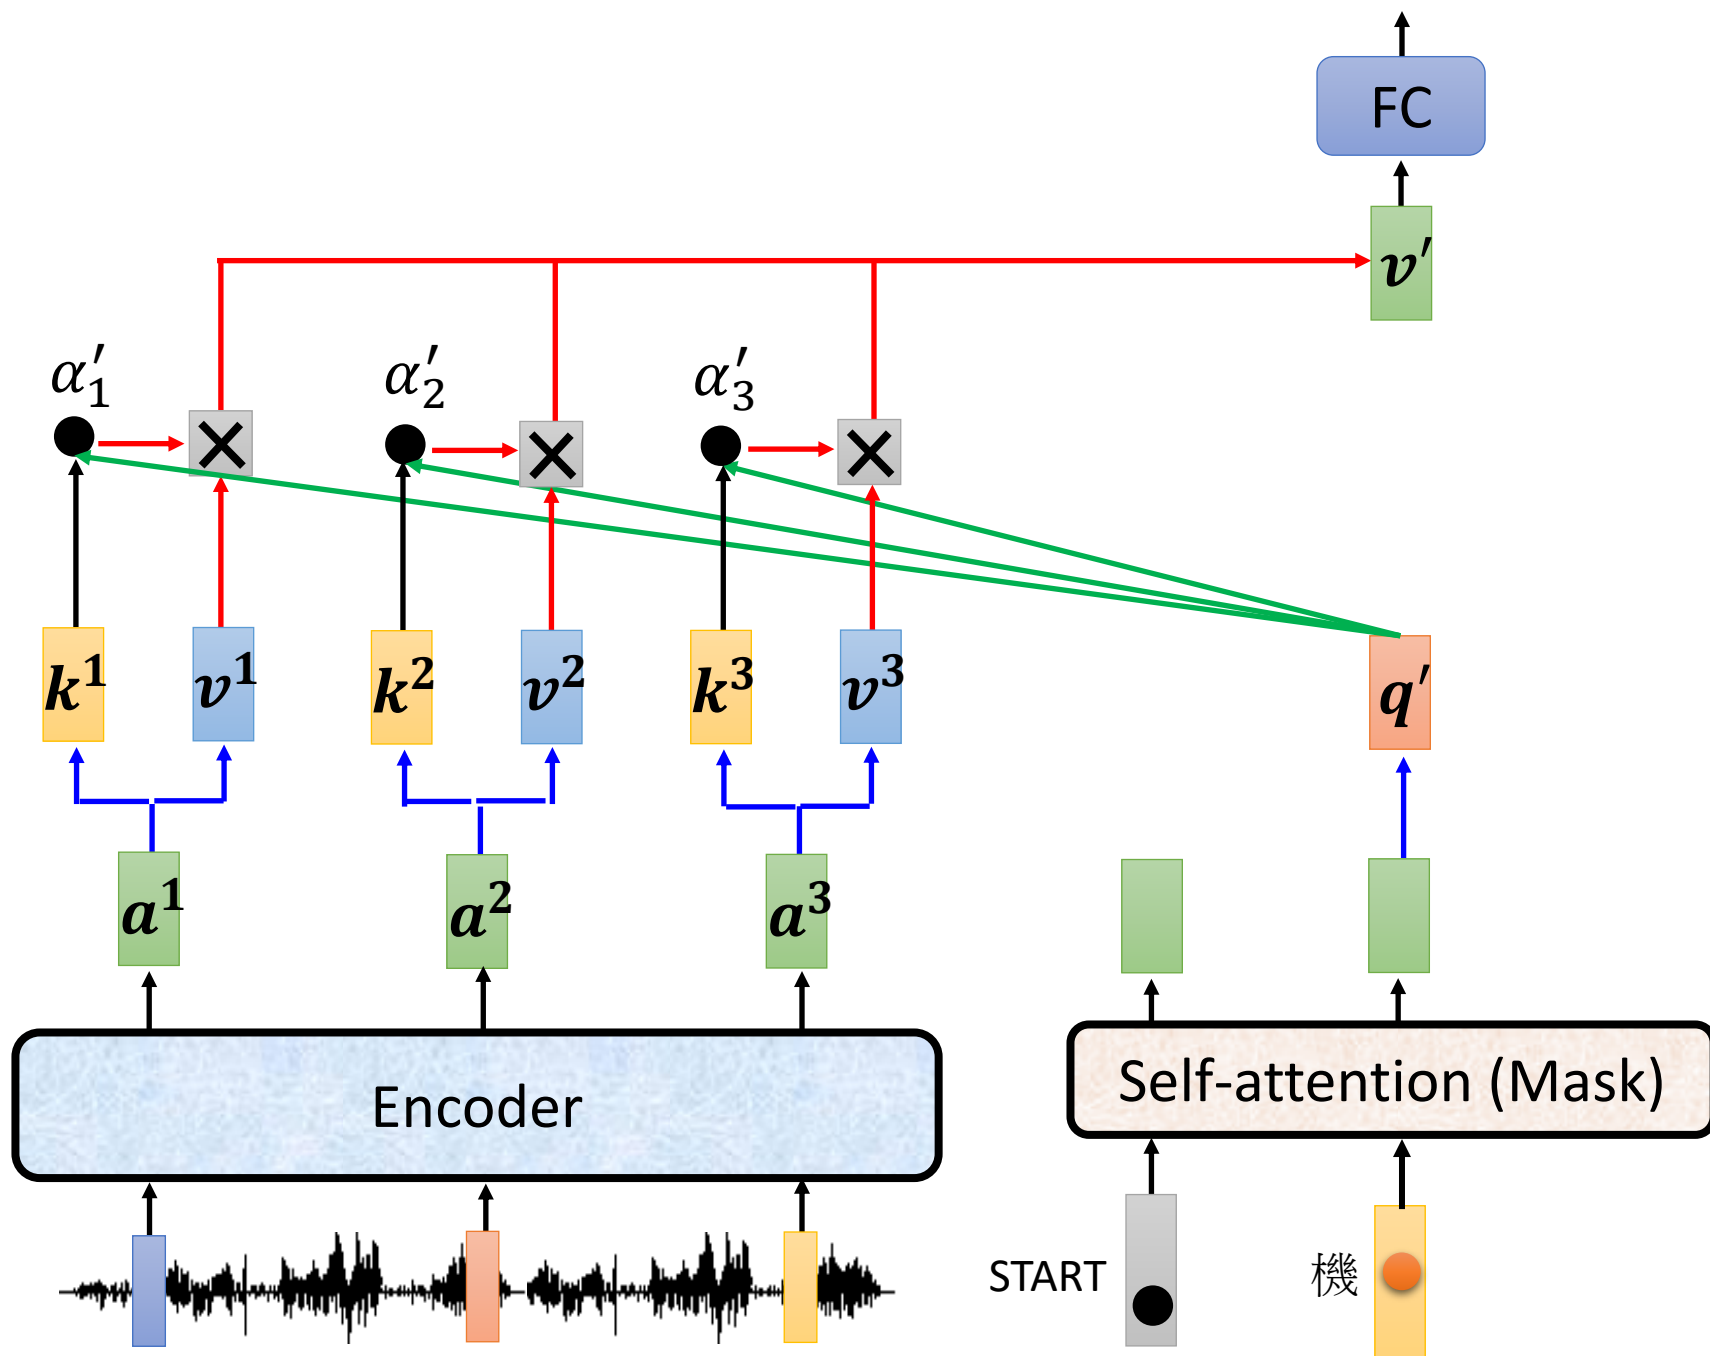 FC
v′
α′₁ α′₂ α′₃
k¹ v¹ k² v² k³ v³ q′
a¹ a² a³
Encoder Self-attention (Mask)
START 機